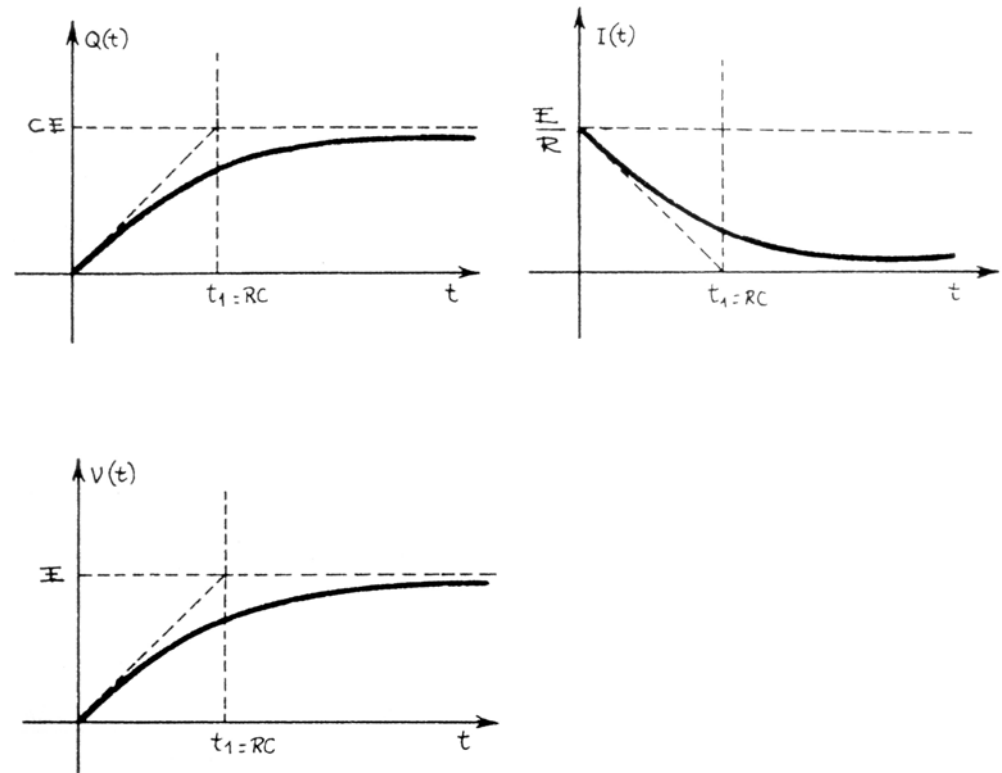 Q(t)
CE
t₁ = RC
t
I(t)
E
R
t₁ = RC
t
V(t)
E
t₁ = RC
t